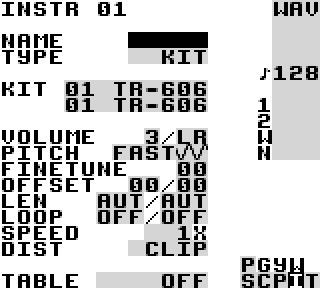 INSTR 01 WAV
NAME
TYPE KIT
♪128
KIT 01 TR-606
01 TR-606
1
2
VOLUME 3/LR W
PITCH FAST N
FINETUNE 00
OFFSET 00/00
LEN AUT/AUT
LOOP OFF/OFF
SPEED 1X
DIST CLIP
PGYW
TABLE OFF SCPIT